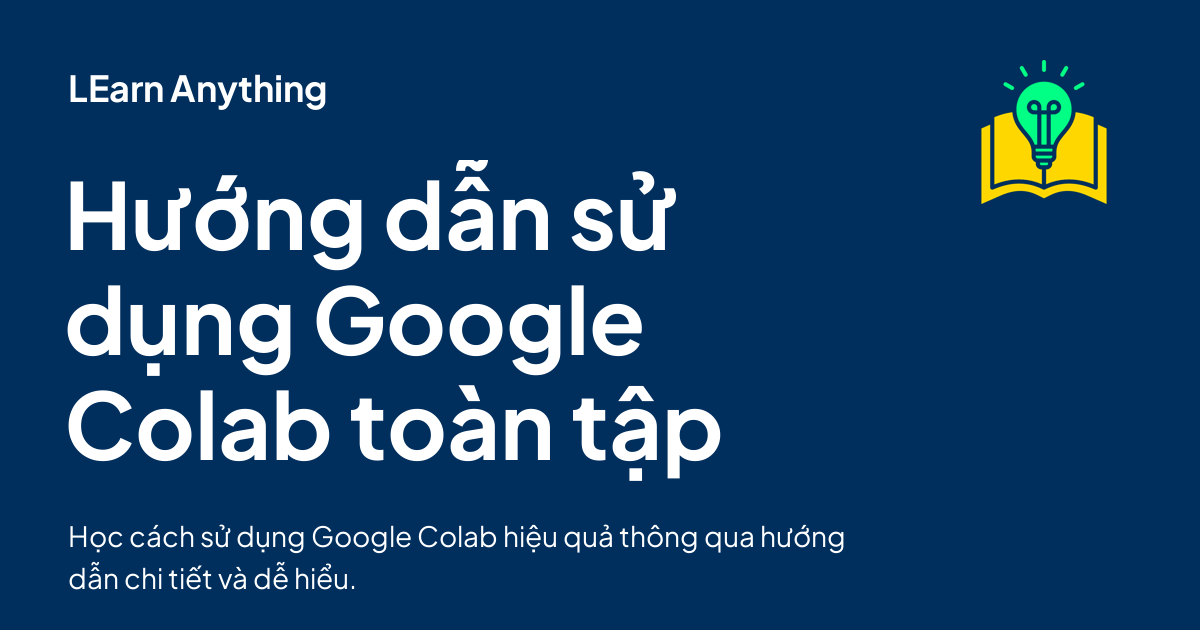 LEarn Anything
Hướng dẫn sử
dụng Google
Colab toàn tập
Học cách sử dụng Google Colab hiệu quả thông qua hướng
dẫn chi tiết và dễ hiểu.